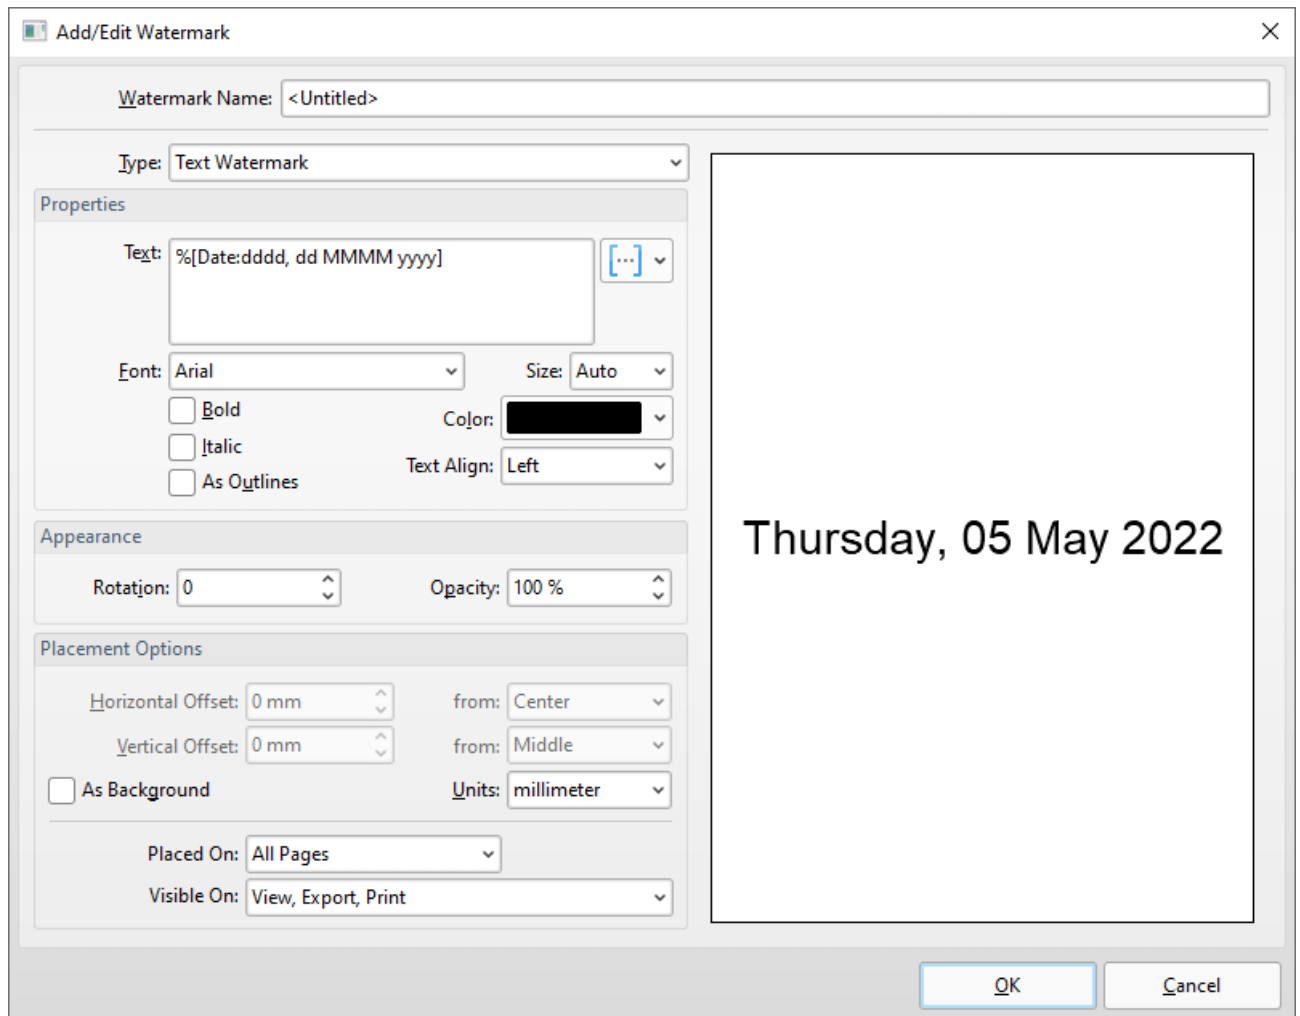 Add/Edit Watermark
Watermark Name: <Untitled>
Type: Text Watermark
Properties
Text: %[Date:dddd, dd MMMM yyyy]
Font: Arial Size: Auto
Bold
Color:
Italic
Text Align: Left
As Outlines
Appearance
Rotation: 0 Opacity: 100 %
Placement Options
Horizontal Offset: 0 mm from: Center
Vertical Offset: 0 mm from: Middle
As Background Units: millimeter
Placed On: All Pages
Visible On: View, Export, Print
Thursday, 05 May 2022
OK Cancel